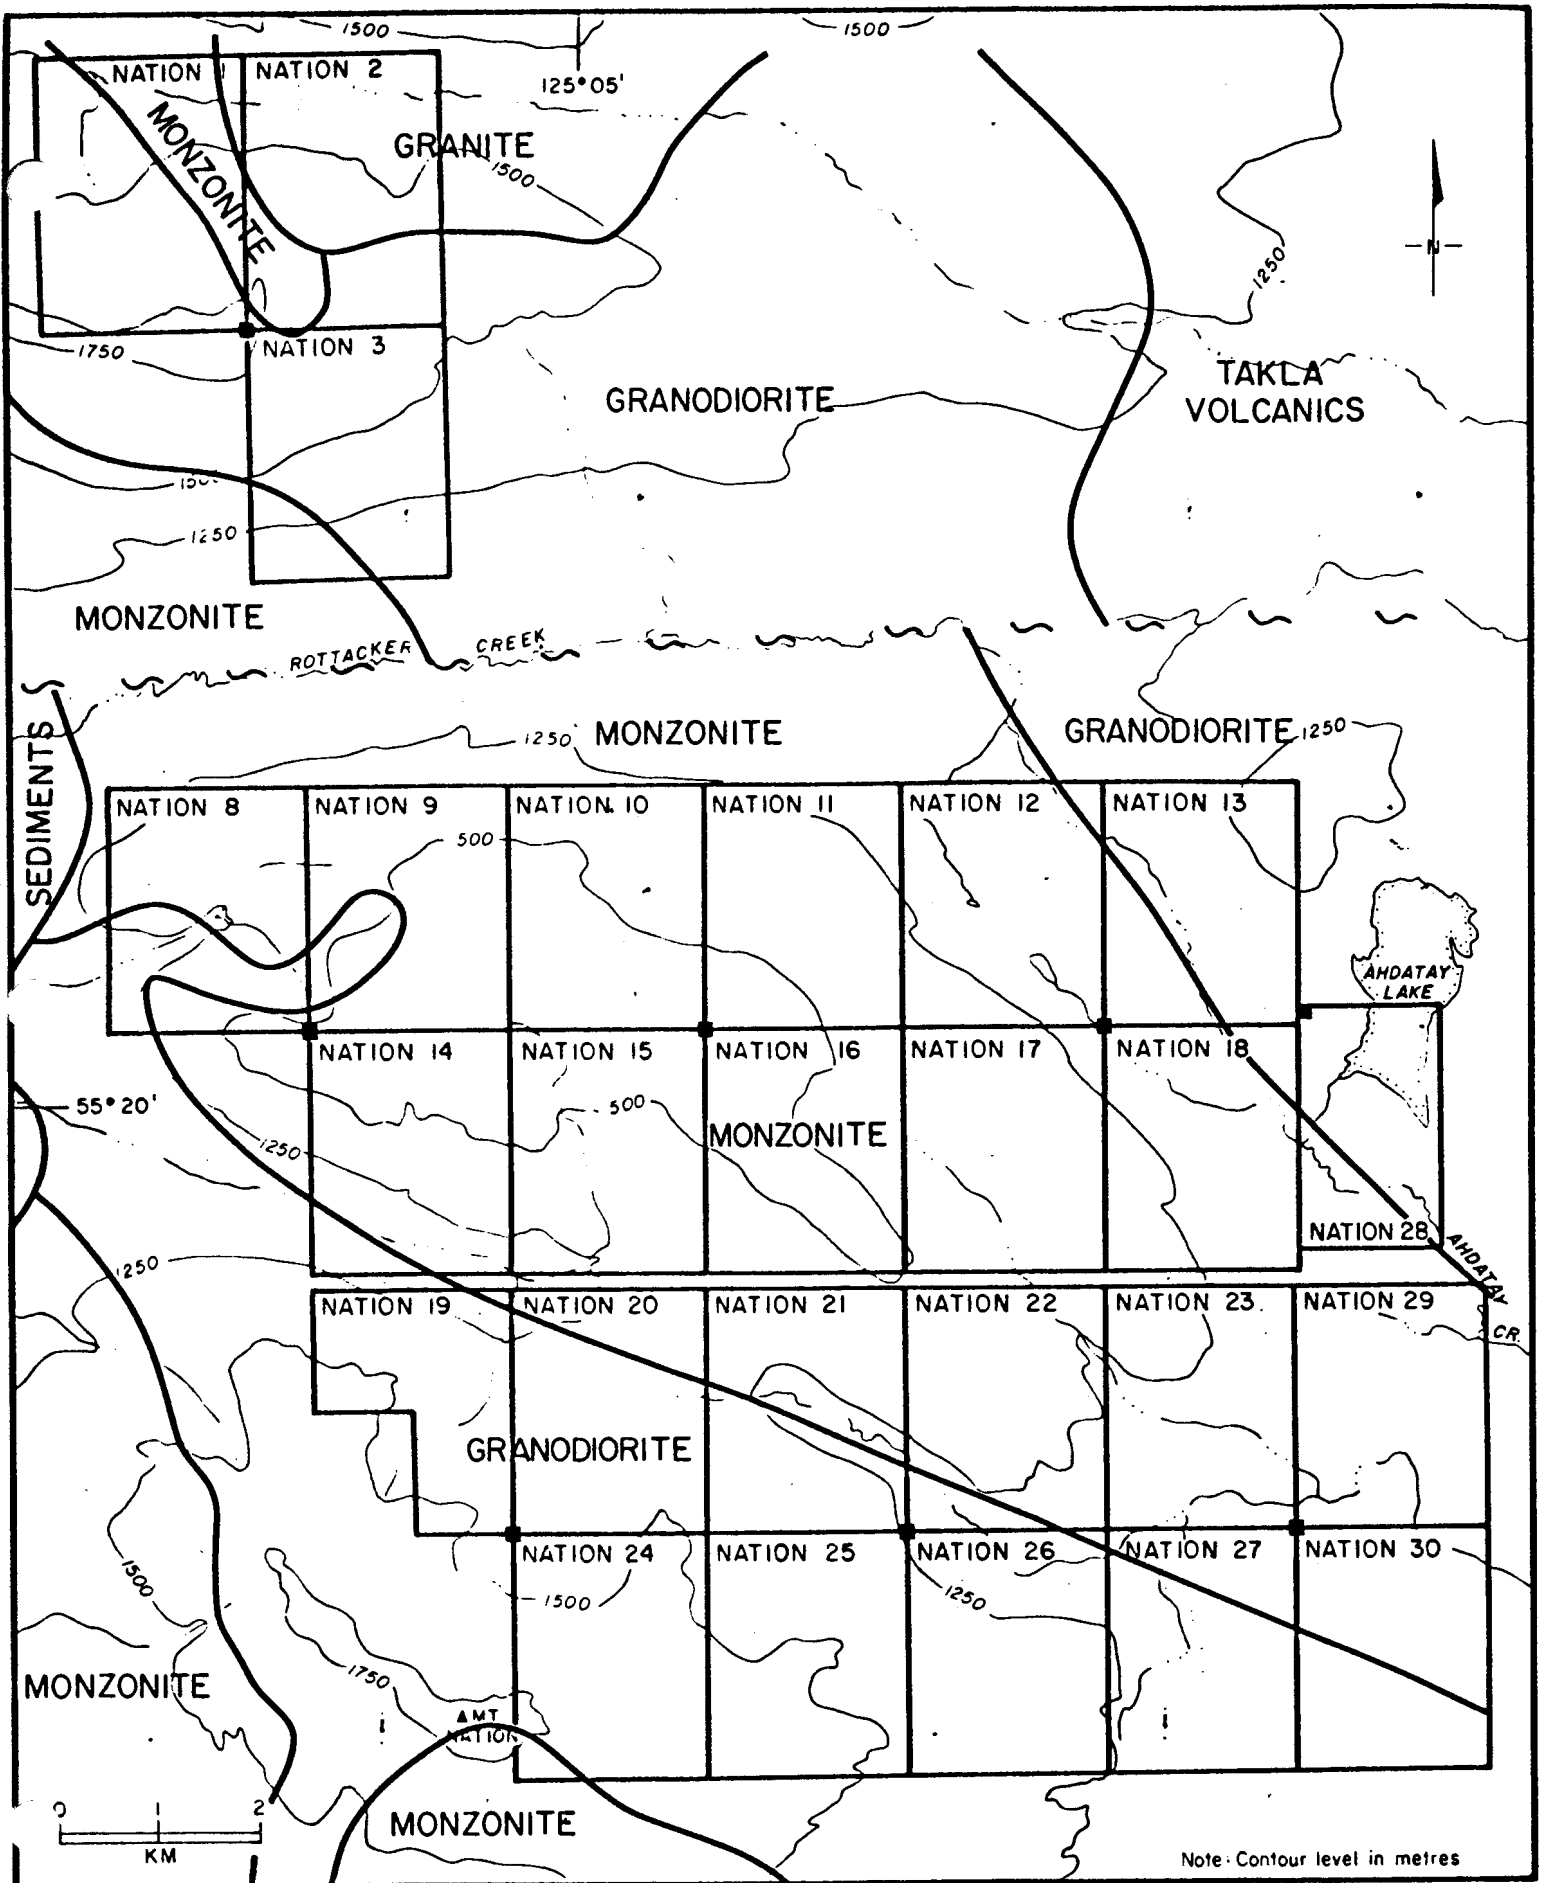 1500
1500
125°05'
NATION 1
NATION 2
MONZONITE
GRANITE
1500
N
1250
NATION 3
1750
GRANODIORITE
TAKLA
VOLCANICS
1250
MONZONITE
ROTTACKER CREEK
SEDIMENTS
1250
MONZONITE
GRANODIORITE
1250
NATION 8
NATION 9
NATION 10
NATION 11
NATION 12
NATION 13
500
AHDATAY
LAKE
NATION 14
NATION 15
NATION 16
NATION 17
NATION 18
55°20'
500
1250
MONZONITE
NATION 28
AHDATAY
CR.
1250
NATION 19
NATION 20
NATION 21
NATION 22
NATION 23
NATION 29
GRANODIORITE
NATION 24
NATION 25
NATION 26
NATION 27
NATION 30
1500
1500
1250
MONZONITE
1750
MT.
NATION
0 1 2
KM
MONZONITE
Note: Contour level in metres